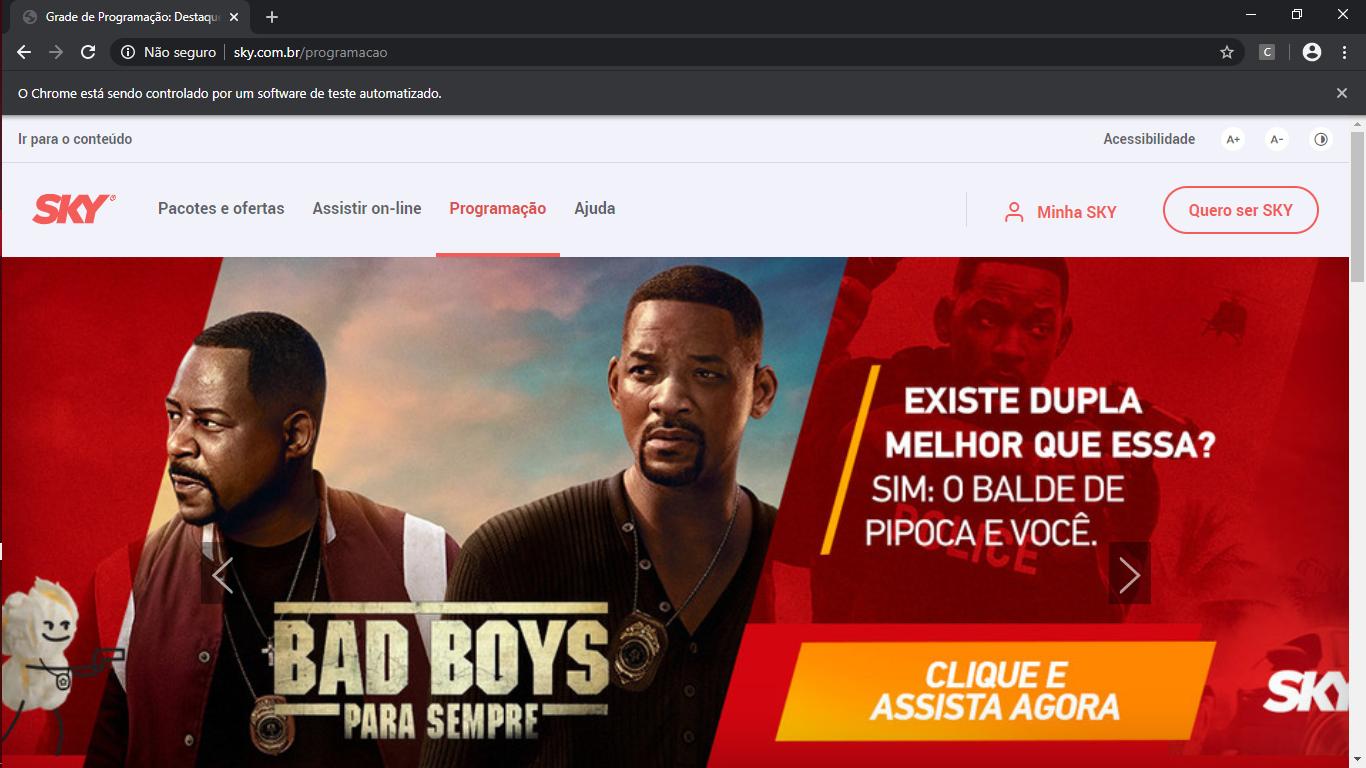 Grade de Programação: Destaqu
Não seguro
sky.com.br/programacao
C
O Chrome está sendo controlado por um software de teste automatizado.
Ir para o conteúdo
Acessibilidade
A+
A-
SKY
Pacotes e ofertas
Assistir on-line
Programação
Ajuda
Minha SKY
Quero ser SKY
EXISTE DUPLA
MELHOR QUE ESSA?
SIM: O BALDE DE
PIPOCA E VOCÊ.
POLICE
BAD BOYS
PARA SEMPRE
CLIQUE E
ASSISTA AGORA
SKY